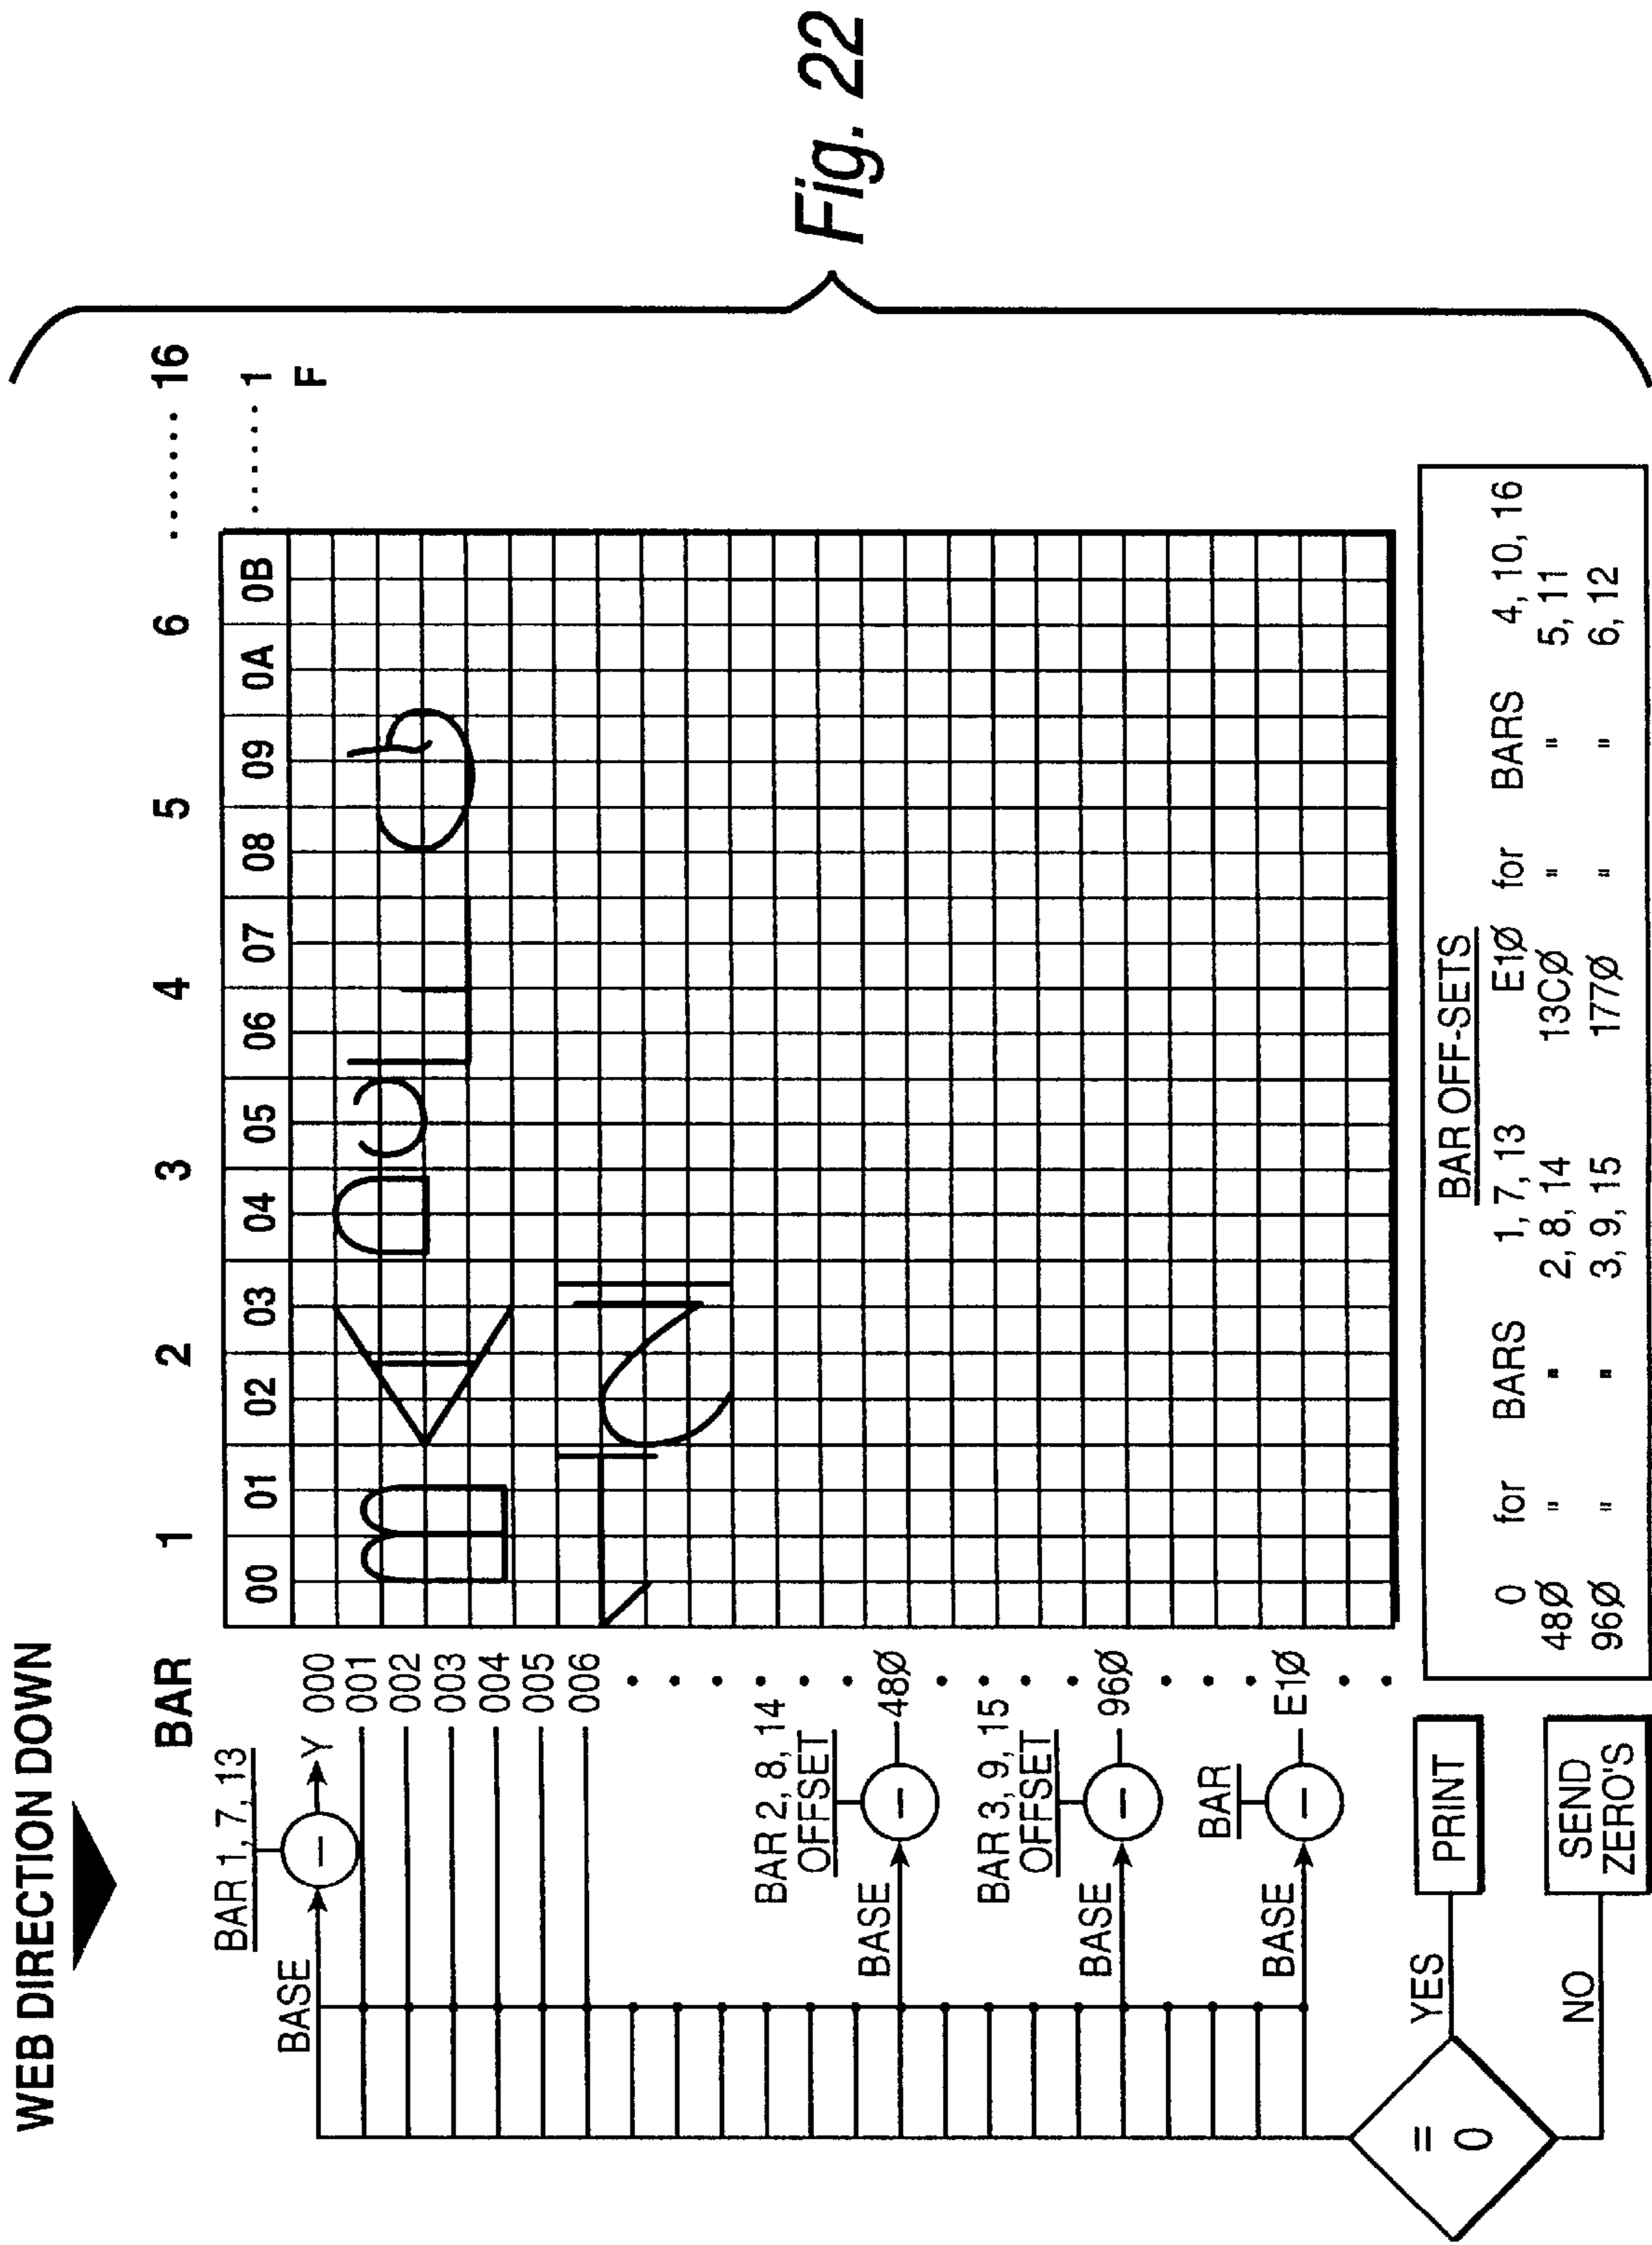 WEB DIRECTION DOWN
BAR 1 2 3 4 5 6 ....... 16
BAR 1, 7, 13
00 01 02 03 04 05 06 07 08 09 0A 0B ...... 1
F
BASE Y 000
001
002
003
004
005
006
B
A
D
C
BAR 2, 8, 14
OFFSET
BASE − 48Ø
BAR 3, 9, 15
OFFSET
BASE − 96Ø
BAR
BASE − E1Ø
= 0
YES PRINT
NO SEND
ZERO'S
BAR OFF-SETS
0 for BARS 1, 7, 13 E1Ø for BARS 4, 10, 16
48Ø " " 2, 8, 14 13CØ " " 5, 11
96Ø " " 3, 9, 15 177Ø " " 6, 12
Fig. 22